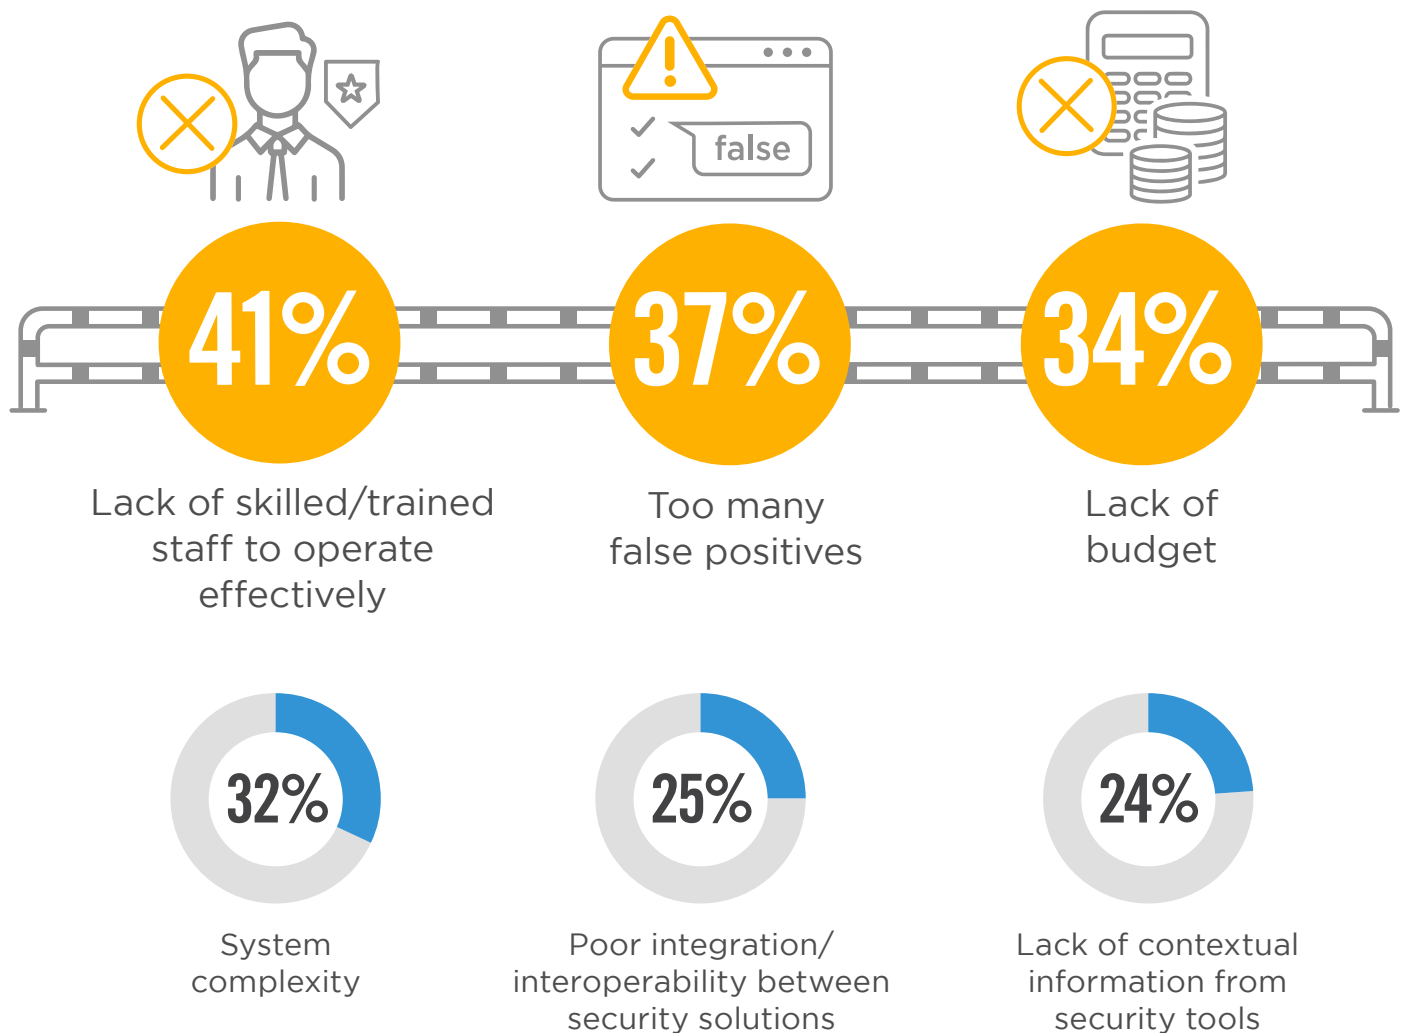 false
41%
37%
34%
Lack of skilled/trained
staff to operate
effectively
Too many
false positives
Lack of
budget
32%
25%
24%
System
complexity
Poor integration/
interoperability between
security solutions
Lack of contextual
information from
security tools